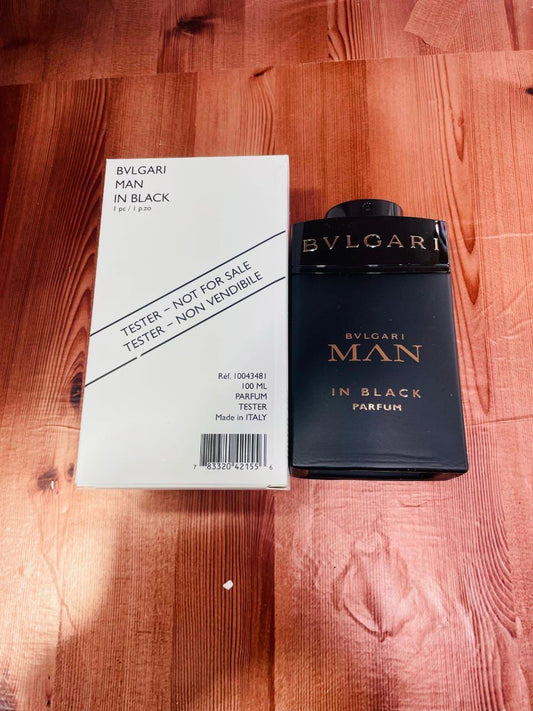 BVLGARI
MAN
IN BLACK
1 pc / 1 p.zo
TESTER – NOT FOR SALE
TESTER – NON VENDIBILE
Réf. 10043481
100 ML
PARFUM
TESTER
Made in ITALY
7 83320 42155 6
BVLGARI
BVLGARI
MAN
IN BLACK
PARFUM